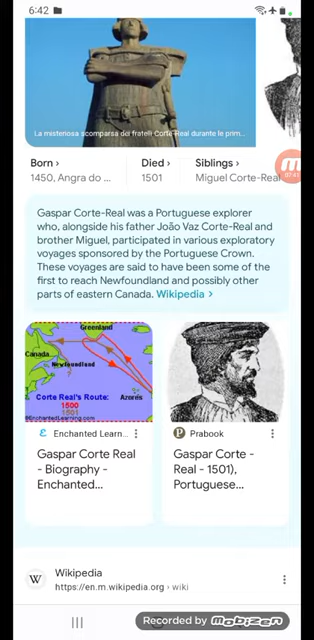 6:42
La misteriosa scomparsa dei fratelli Corte-Real durante le prim...
Born > Died > Siblings >
1450, Angra do ... 1501 Miguel Corte-Real
07:41
Gaspar Corte-Real was a Portuguese explorer
who, alongside his father João Vaz Corte-Real and
brother Miguel, participated in various exploratory
voyages sponsored by the Portuguese Crown.
These voyages are said to have been some of the
first to reach Newfoundland and possibly other
parts of eastern Canada. Wikipedia >
Greenland
Canada
Newfoundland
Corte Real's Route:
1500
1501
Azores
©EnchantedLearning.com
Enchanted Learn...
Gaspar Corte Real
- Biography -
Enchanted...
P Prabook
Gaspar Corte -
Real - 1501),
Portuguese...
W Wikipedia
https://en.m.wikipedia.org › wiki
Recorded by Mobizen